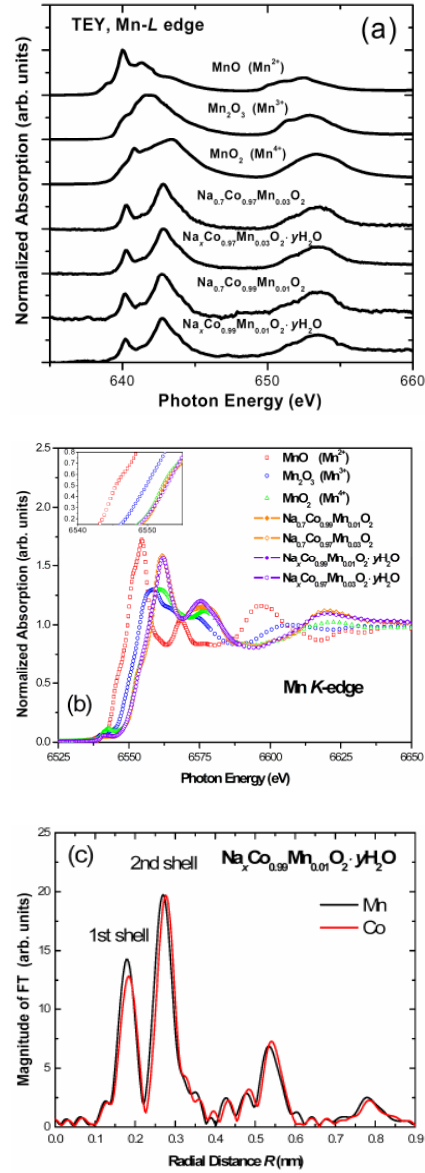 TEY, Mn-L edge
(a)
MnO (Mn²⁺)
Mn₂O₃ (Mn³⁺)
MnO₂ (Mn⁴⁺)
Na₀.₇Co₀.₉₇Mn₀.₀₃O₂
NaₓCo₀.₉₇Mn₀.₀₃O₂· yH₂O
Na₀.₇Co₀.₉₉Mn₀.₀₁O₂
NaₓCo₀.₉₉Mn₀.₀₁O₂· yH₂O
Normalized Absorption (arb. units)
640 650 660
Photon Energy (eV)
2.5
2.0
1.5
1.0
0.5
0.0
Normalized Absorption (arb. units)
0.8
0.7
0.6
0.5
0.4
0.3
0.2
6540 6550
MnO (Mn²⁺)
Mn₂O₃ (Mn³⁺)
MnO₂ (Mn⁴⁺)
Na₀.₇Co₀.₉₉Mn₀.₀₁O₂
Na₀.₇Co₀.₉₇Mn₀.₀₃O₂
NaₓCo₀.₉₉Mn₀.₀₁O₂· yH₂O
NaₓCo₀.₉₇Mn₀.₀₃O₂· yH₂O
(b)
Mn K-edge
6525 6550 6575 6600 6625 6650
Photon Energy (eV)
(c)
NaₓCo₀.₉₉Mn₀.₀₁O₂· yH₂O
2nd shell
1st shell
Mn
Co
25
20
15
10
5
0
Magnitude of FT (arb. units)
0.0 0.1 0.2 0.3 0.4 0.5 0.6 0.7 0.8 0.9
Radial Distance R (nm)